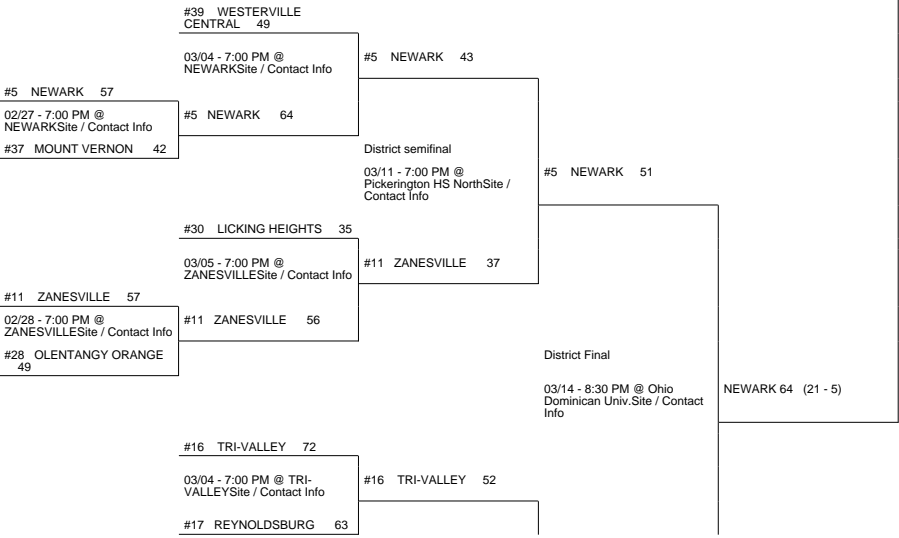 #39 WESTERVILLE
CENTRAL 49
03/04 - 7:00 PM @
NEWARKSite / Contact Info
#5 NEWARK 43
#5 NEWARK 57
02/27 - 7:00 PM @
NEWARKSite / Contact Info
#5 NEWARK 64
#37 MOUNT VERNON 42
District semifinal
03/11 - 7:00 PM @
Pickerington HS NorthSite /
Contact Info
#5 NEWARK 51
#30 LICKING HEIGHTS 35
03/05 - 7:00 PM @
ZANESVILLESite / Contact Info
#11 ZANESVILLE 37
#11 ZANESVILLE 57
02/28 - 7:00 PM @
ZANESVILLESite / Contact Info
#11 ZANESVILLE 56
#28 OLENTANGY ORANGE
49
District Final
03/14 - 8:30 PM @ Ohio
Dominican Univ.Site / Contact
Info
NEWARK 64 (21 - 5)
#16 TRI-VALLEY 72
03/04 - 7:00 PM @ TRI-
VALLEYSite / Contact Info
#16 TRI-VALLEY 52
#17 REYNOLDSBURG 63